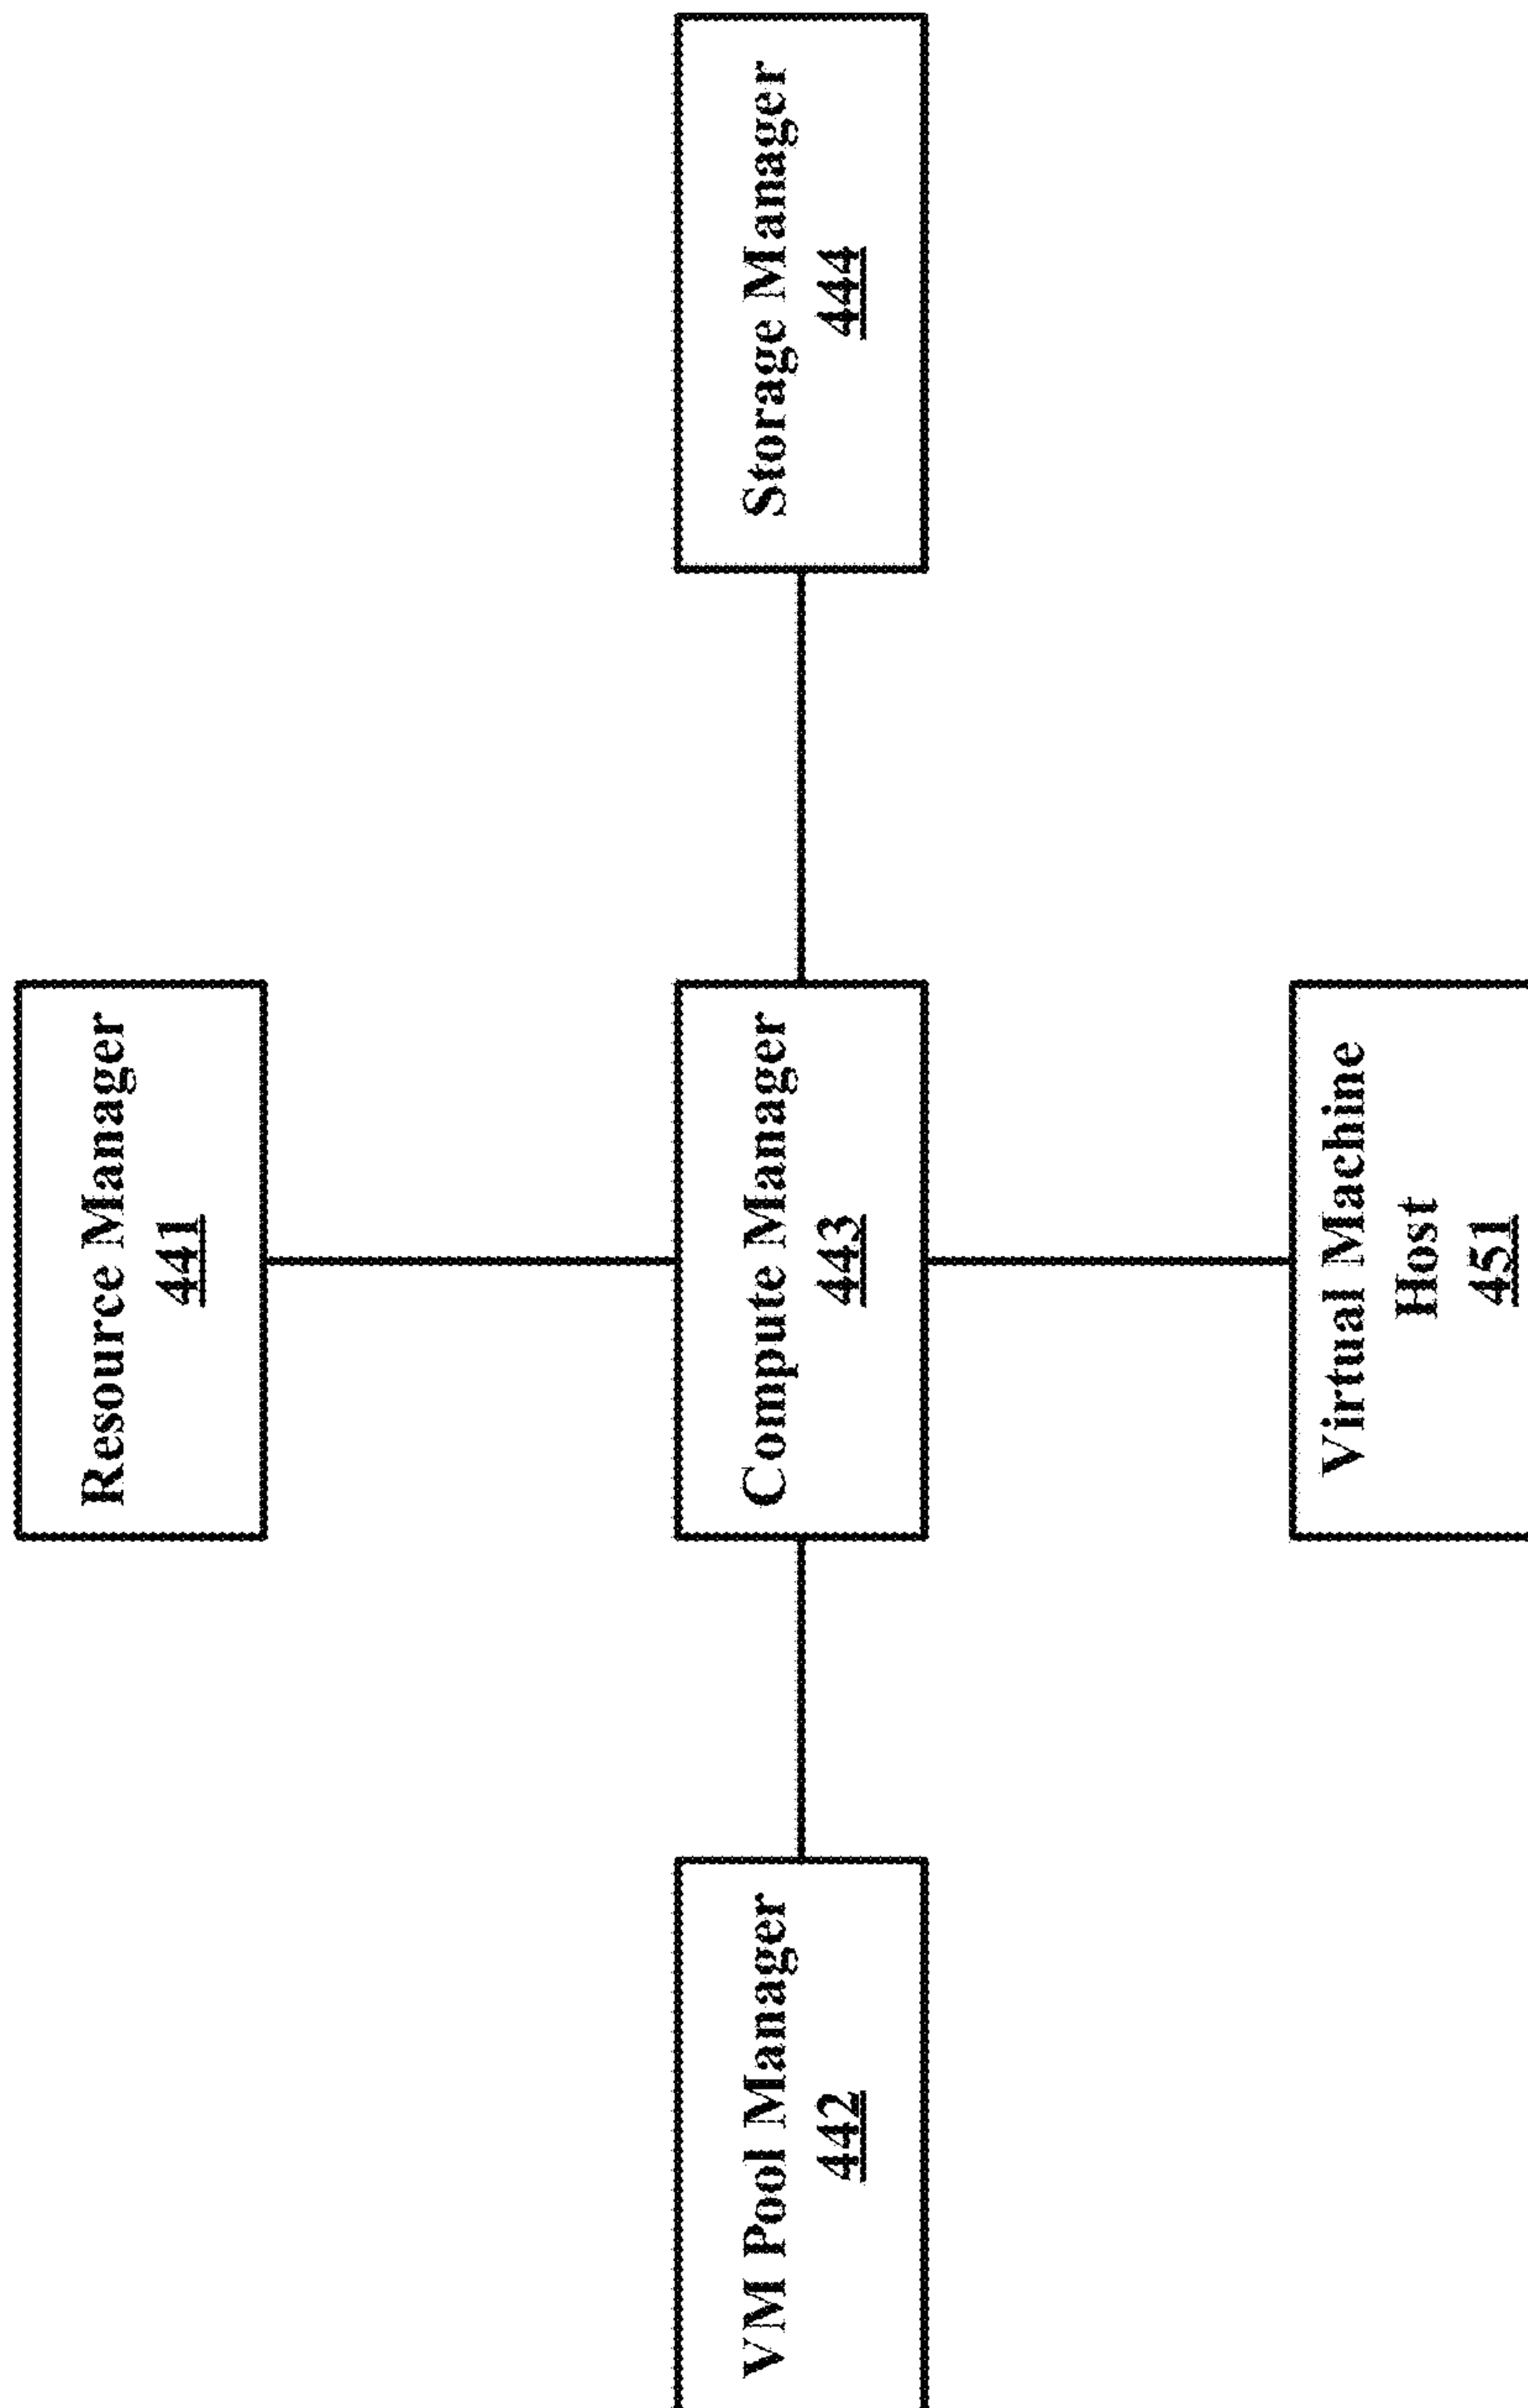 Resource Manager
441
VM Pool Manager
442
Compute Manager
443
Storage Manager
444
Virtual Machine
Host
451